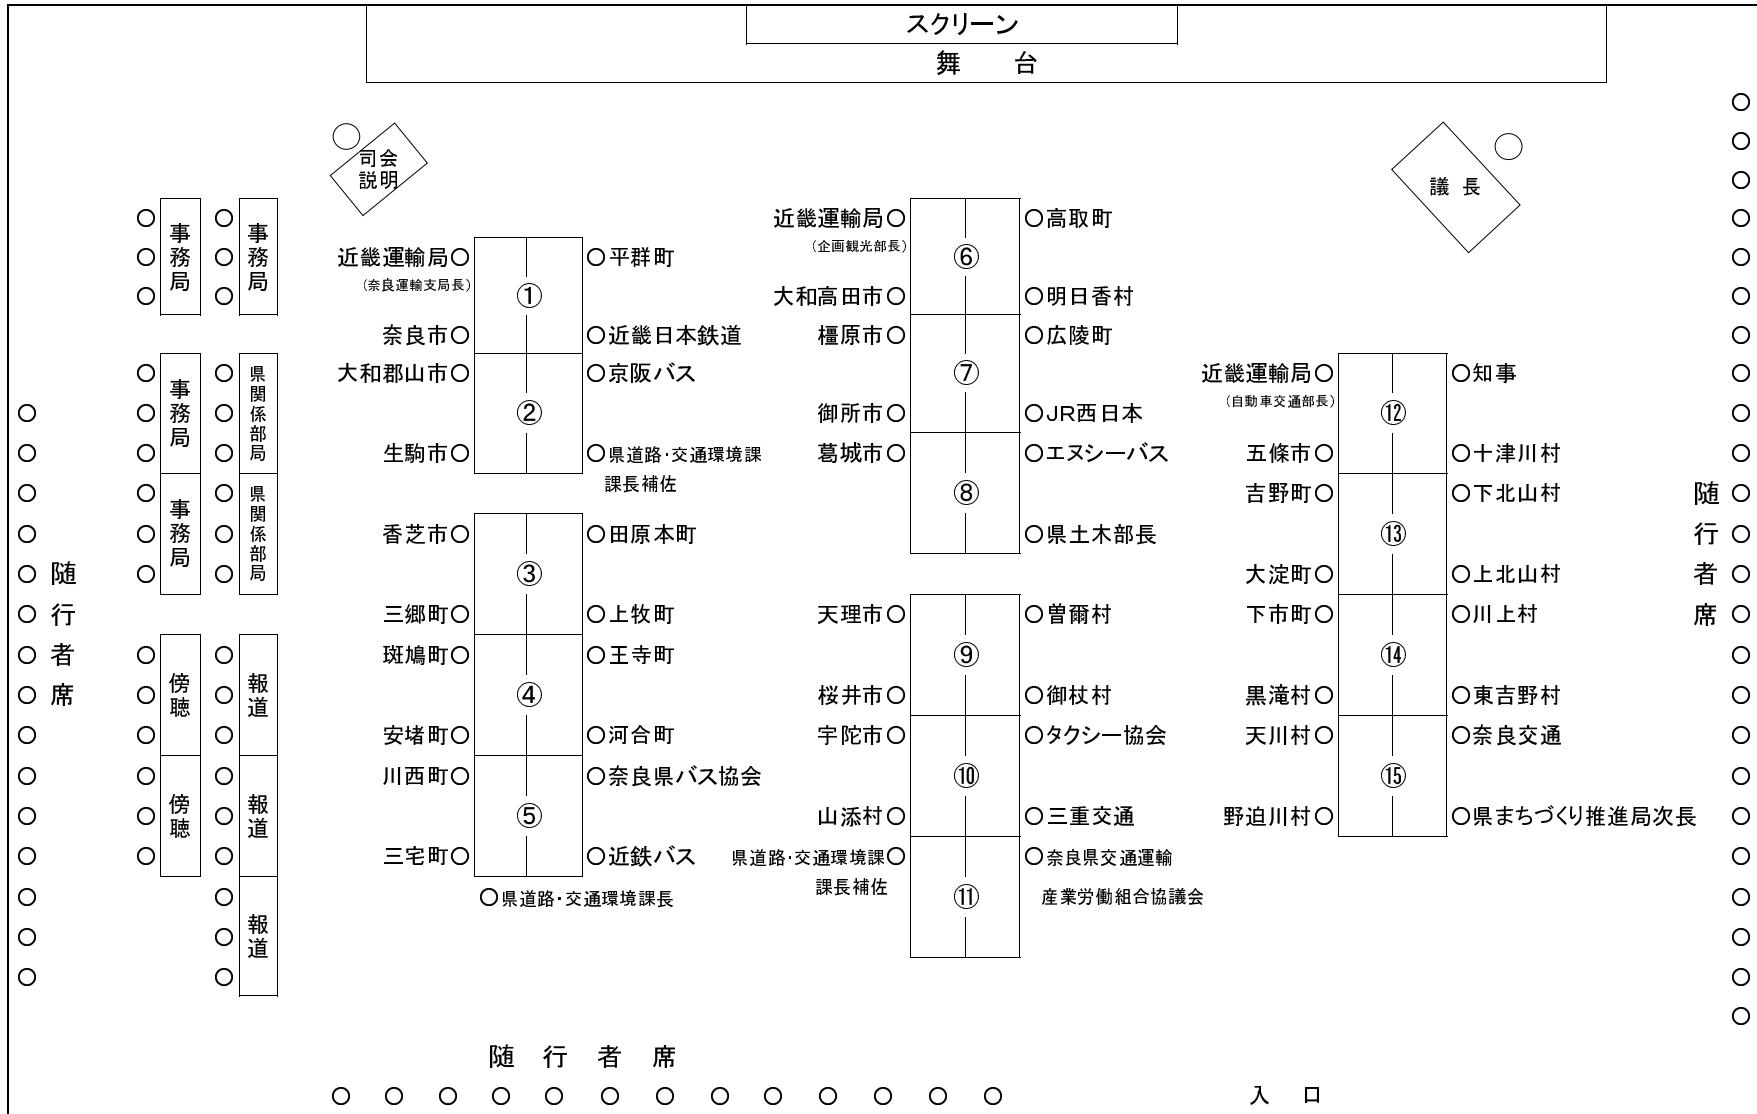 スクリーン
舞 台
司会
説明
議 長
事務局
事務局
近畿運輸局
(奈良運輸支局長)
平群町
①
奈良市
近畿日本鉄道
大和郡山市
京阪バス
②
生駒市
県道路・交通環境課
課長補佐
香芝市
田原本町
③
三郷町
上牧町
斑鳩町
王寺町
④
安堵町
河合町
川西町
奈良県バス協会
⑤
三宅町
近鉄バス
県道路・交通環境課長
近畿運輸局
(企画観光部長)
高取町
⑥
大和高田市
明日香村
橿原市
広陵町
⑦
御所市
JR西日本
葛城市
エヌシーバス
⑧
県土木部長
天理市
曽爾村
⑨
桜井市
御杖村
宇陀市
タクシー協会
⑩
山添村
三重交通
県道路・交通環境課
課長補佐
奈良県交通運輸
産業労働組合協議会
⑪
近畿運輸局
(自動車交通部長)
知事
⑫
五條市
十津川村
吉野町
下北山村
⑬
大淀町
上北山村
下市町
川上村
⑭
黒滝村
東吉野村
天川村
奈良交通
⑮
野迫川村
県まちづくり推進局次長
事務局
県関係部局
事務局
県関係部局
傍聴
報道
傍聴
報道
報道
随行者席
随行者席
随 行 者 席
入 口